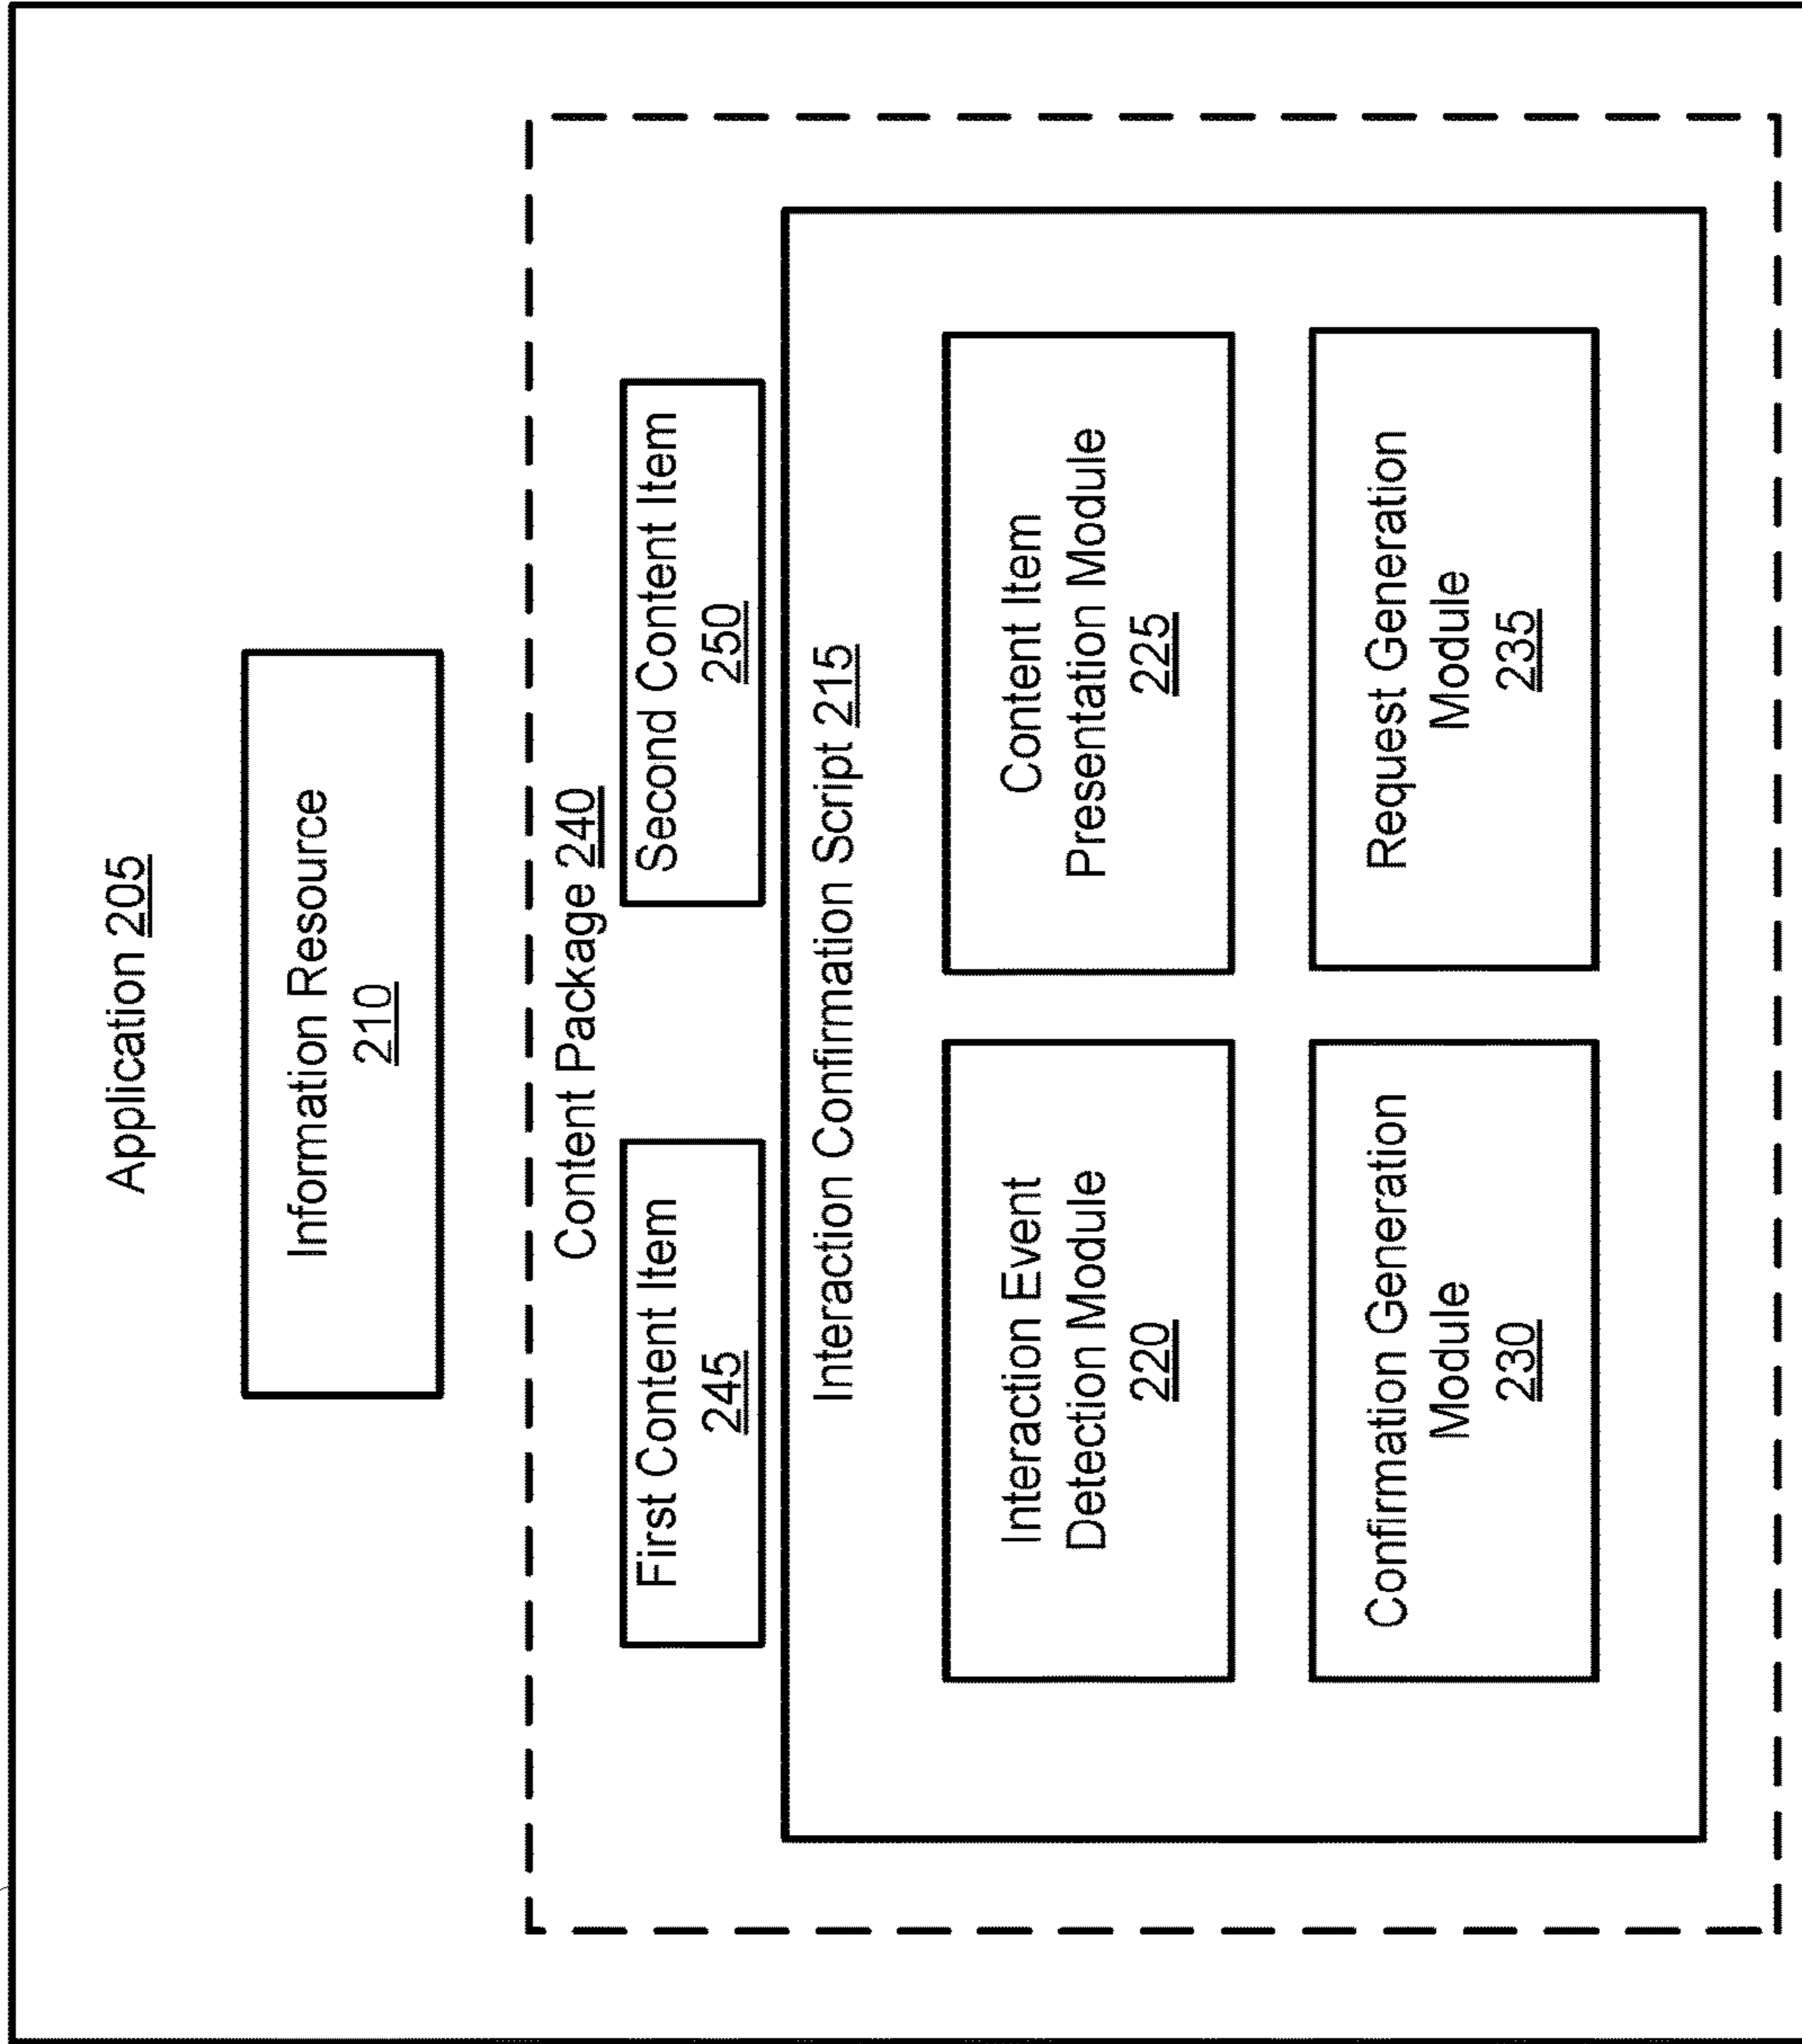 Application 205
Information Resource
210
Content Package 240
First Content Item
245
Second Content Item
250
Interaction Confirmation Script 215
Interaction Event
Detection Module
220
Content Item
Presentation Module
225
Confirmation Generation
Module
230
Request Generation
Module
235